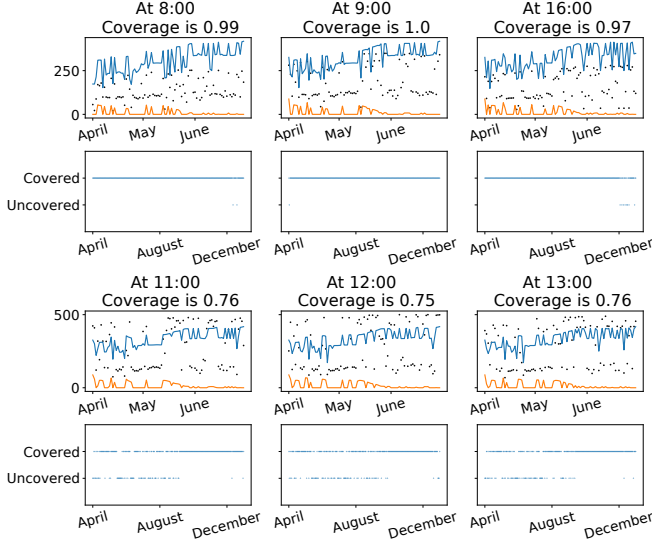 At 8:00
Coverage is 0.99
At 9:00
Coverage is 1.0
At 16:00
Coverage is 0.97
250
0
April May June
April May June
April May June
Covered
Uncovered
April August December
April August December
April August December
At 11:00
Coverage is 0.76
At 12:00
Coverage is 0.75
At 13:00
Coverage is 0.76
500
0
April May June
April May June
April May June
Covered
Uncovered
April August December
April August December
April August December